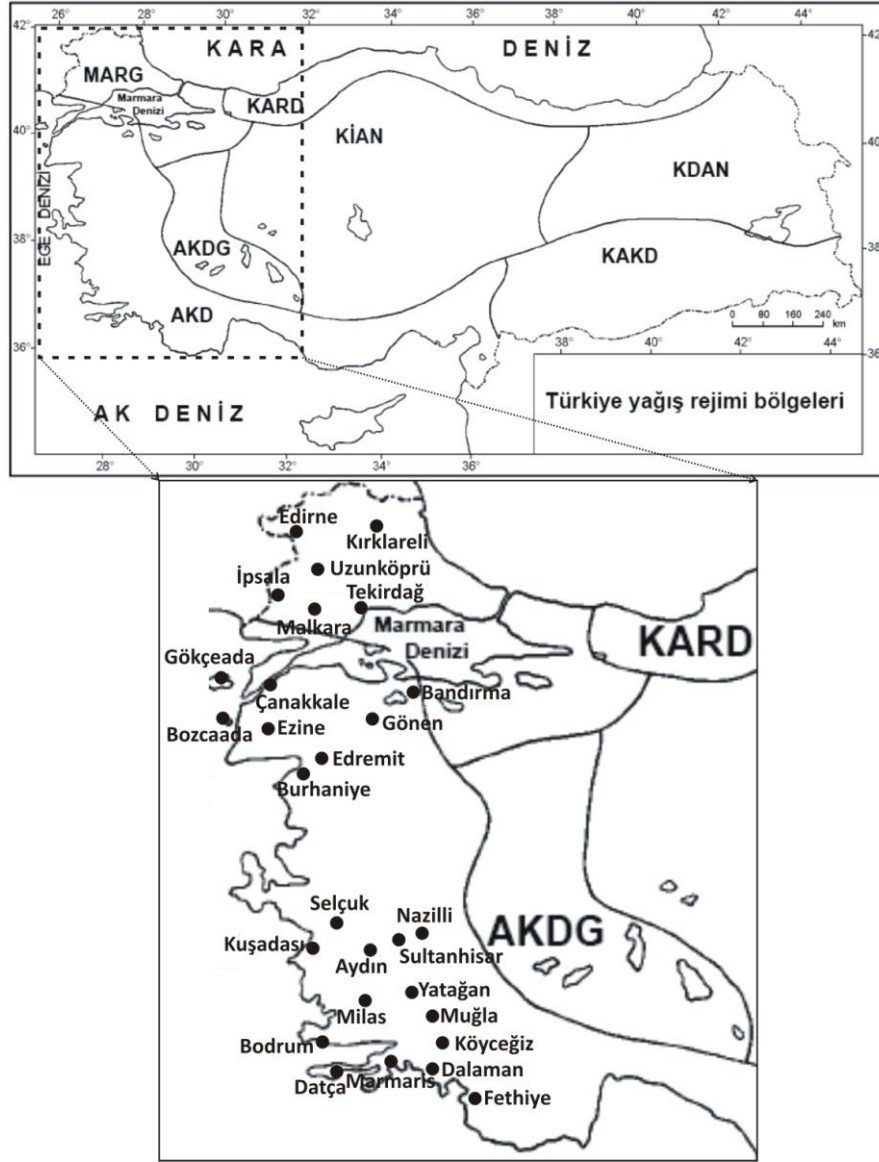 42°
26°
28°
30°
32°
34°
36°
38°
40°
42°
44°
42°
KARA
DENİZ
MARG
Marmara
Denizi
KARD
40°
KİAN
40°
KDAN
EGE DENİZİ
38°
AKDG
38°
KAKD
AKD
0 80 160 240
km
36°
38°
40°
42°
44°
36°
AK DENİZ
Türkiye yağış rejimi bölgeleri
28°
30°
32°
34°
36°
Edirne
Kırklareli
Uzunköprü
İpsala
Tekirdağ
Malkara
Marmara
Denizi
KARD
Gökçeada
Çanakkale
Bandırma
Bozcaada
Ezine
Gönen
Edremit
Burhaniye
Selçuk
Nazilli
AKDG
Kuşadası
Aydın
Sultanhisar
Yatağan
Milas
Muğla
Bodrum
Köyceğiz
Datça
Marmaris
Dalaman
Fethiye